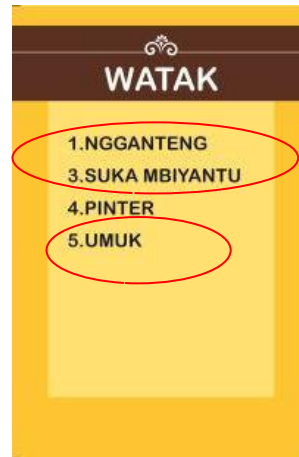 WATAK
1.NGGANTENG
3.SUKA MBIYANTU
4.PINTER
5.UMUK